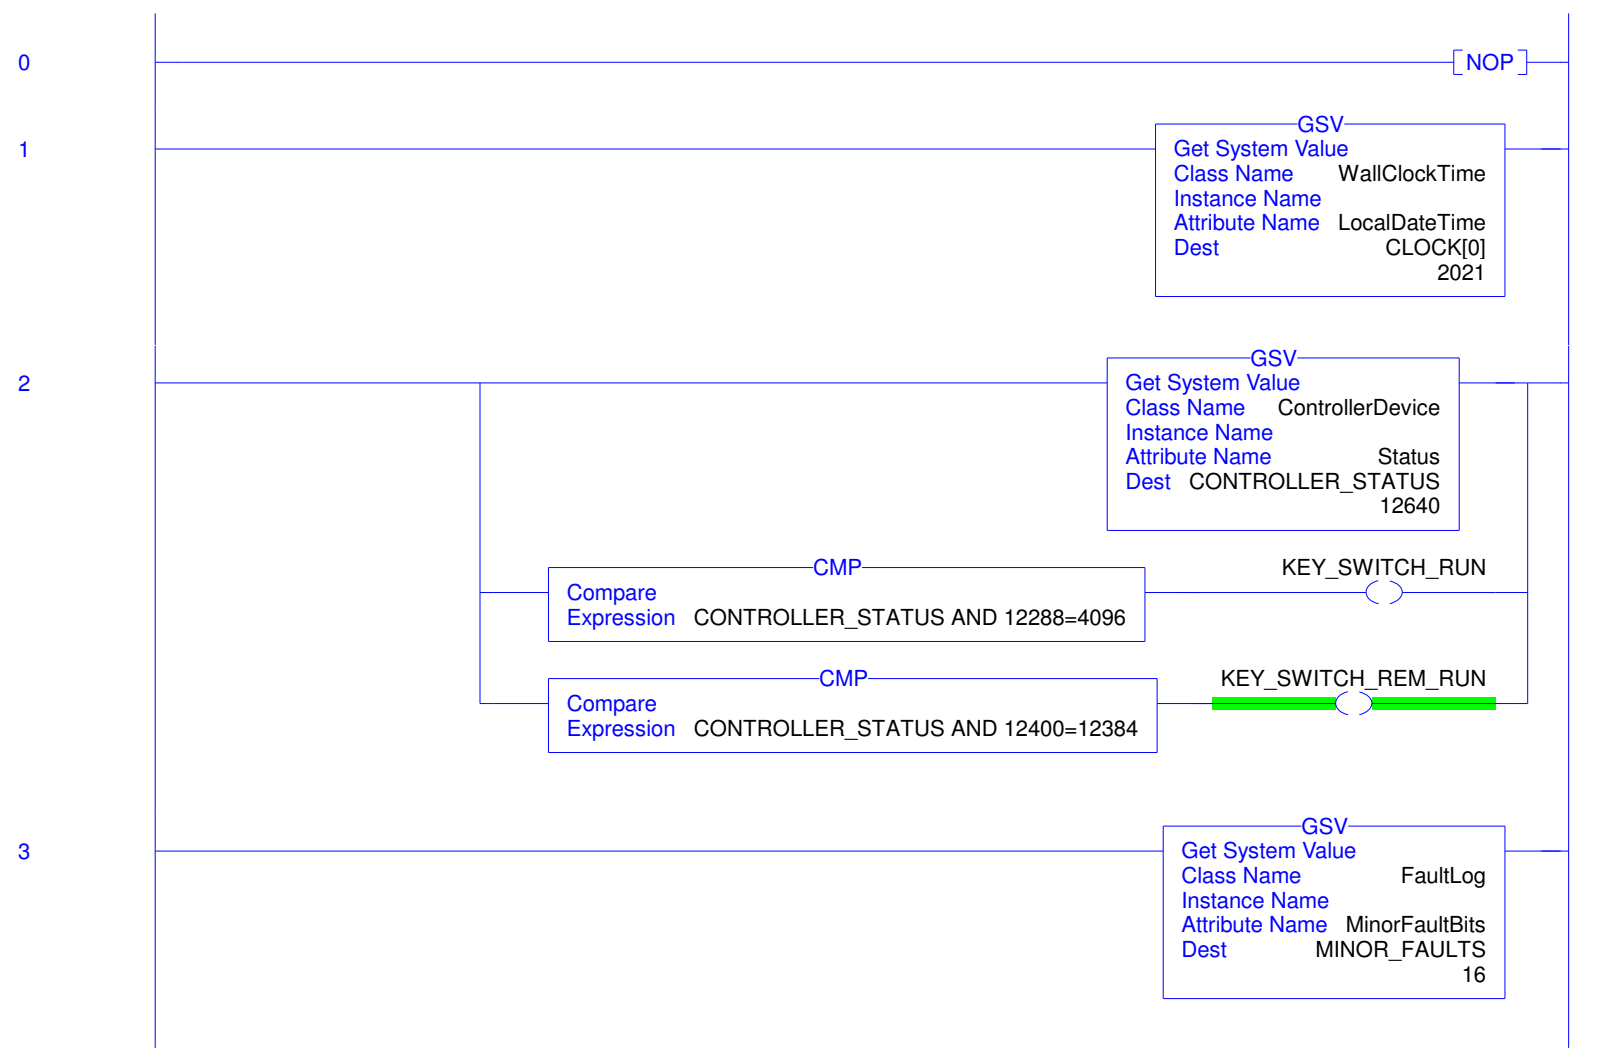 0
NOP
1
GSV
Get System Value
Class Name WallClockTime
Instance Name
Attribute Name LocalDateTime
Dest CLOCK[0]
2021
2
GSV
Get System Value
Class Name ControllerDevice
Instance Name
Attribute Name Status
Dest CONTROLLER_STATUS
12640
CMP
Compare
Expression CONTROLLER_STATUS AND 12288=4096
KEY_SWITCH_RUN
CMP
Compare
Expression CONTROLLER_STATUS AND 12400=12384
KEY_SWITCH_REM_RUN
3
GSV
Get System Value
Class Name FaultLog
Instance Name
Attribute Name MinorFaultBits
Dest MINOR_FAULTS
16